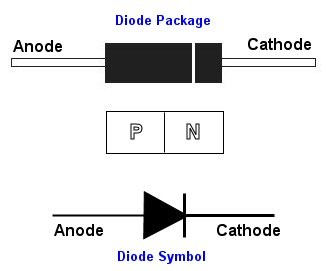 Diode Package
Anode Cathode
P N
Anode Cathode
Diode Symbol